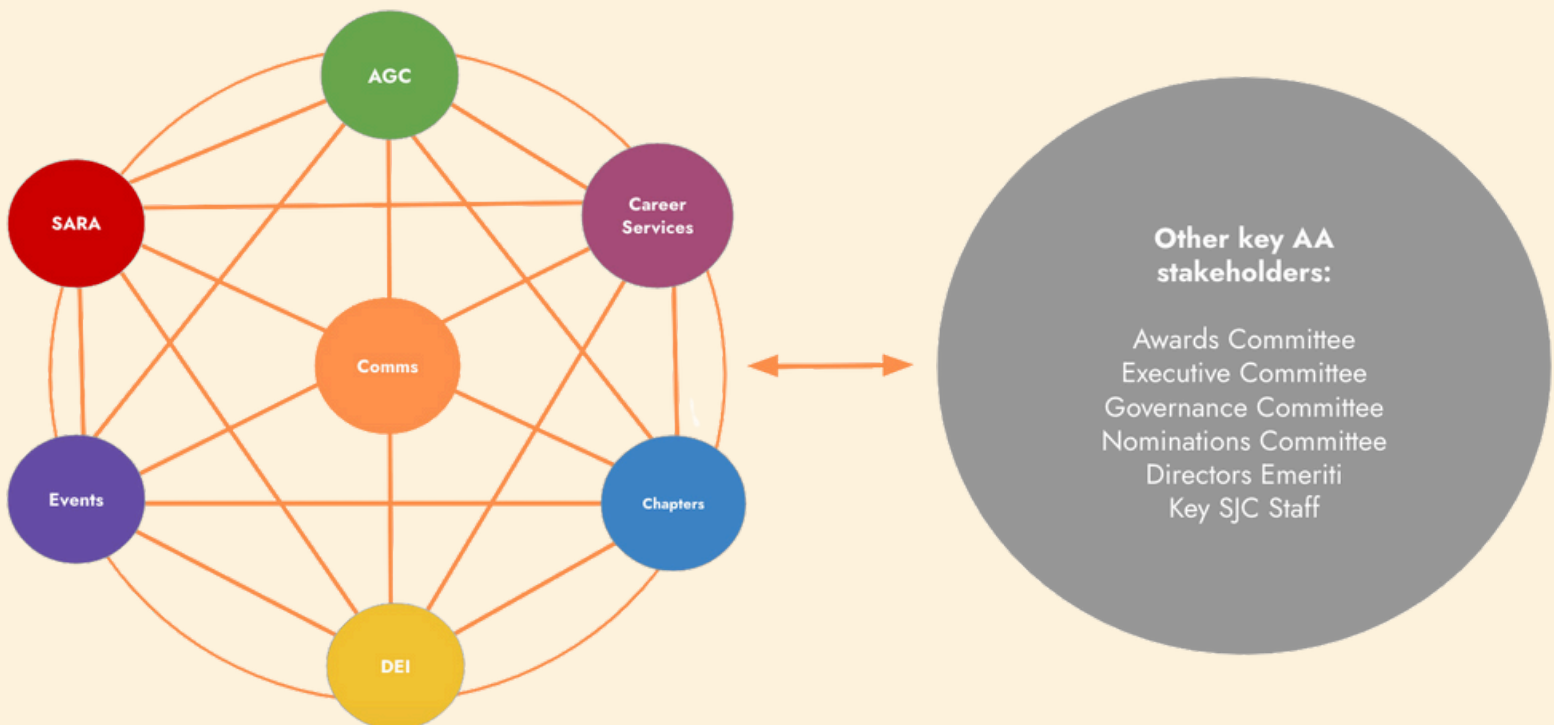 AGC
SARA
Career
Services
Comms
Events
Chapters
DEI
Other key AA
stakeholders:
Awards Committee
Executive Committee
Governance Committee
Nominations Committee
Directors Emeriti
Key SJC Staff